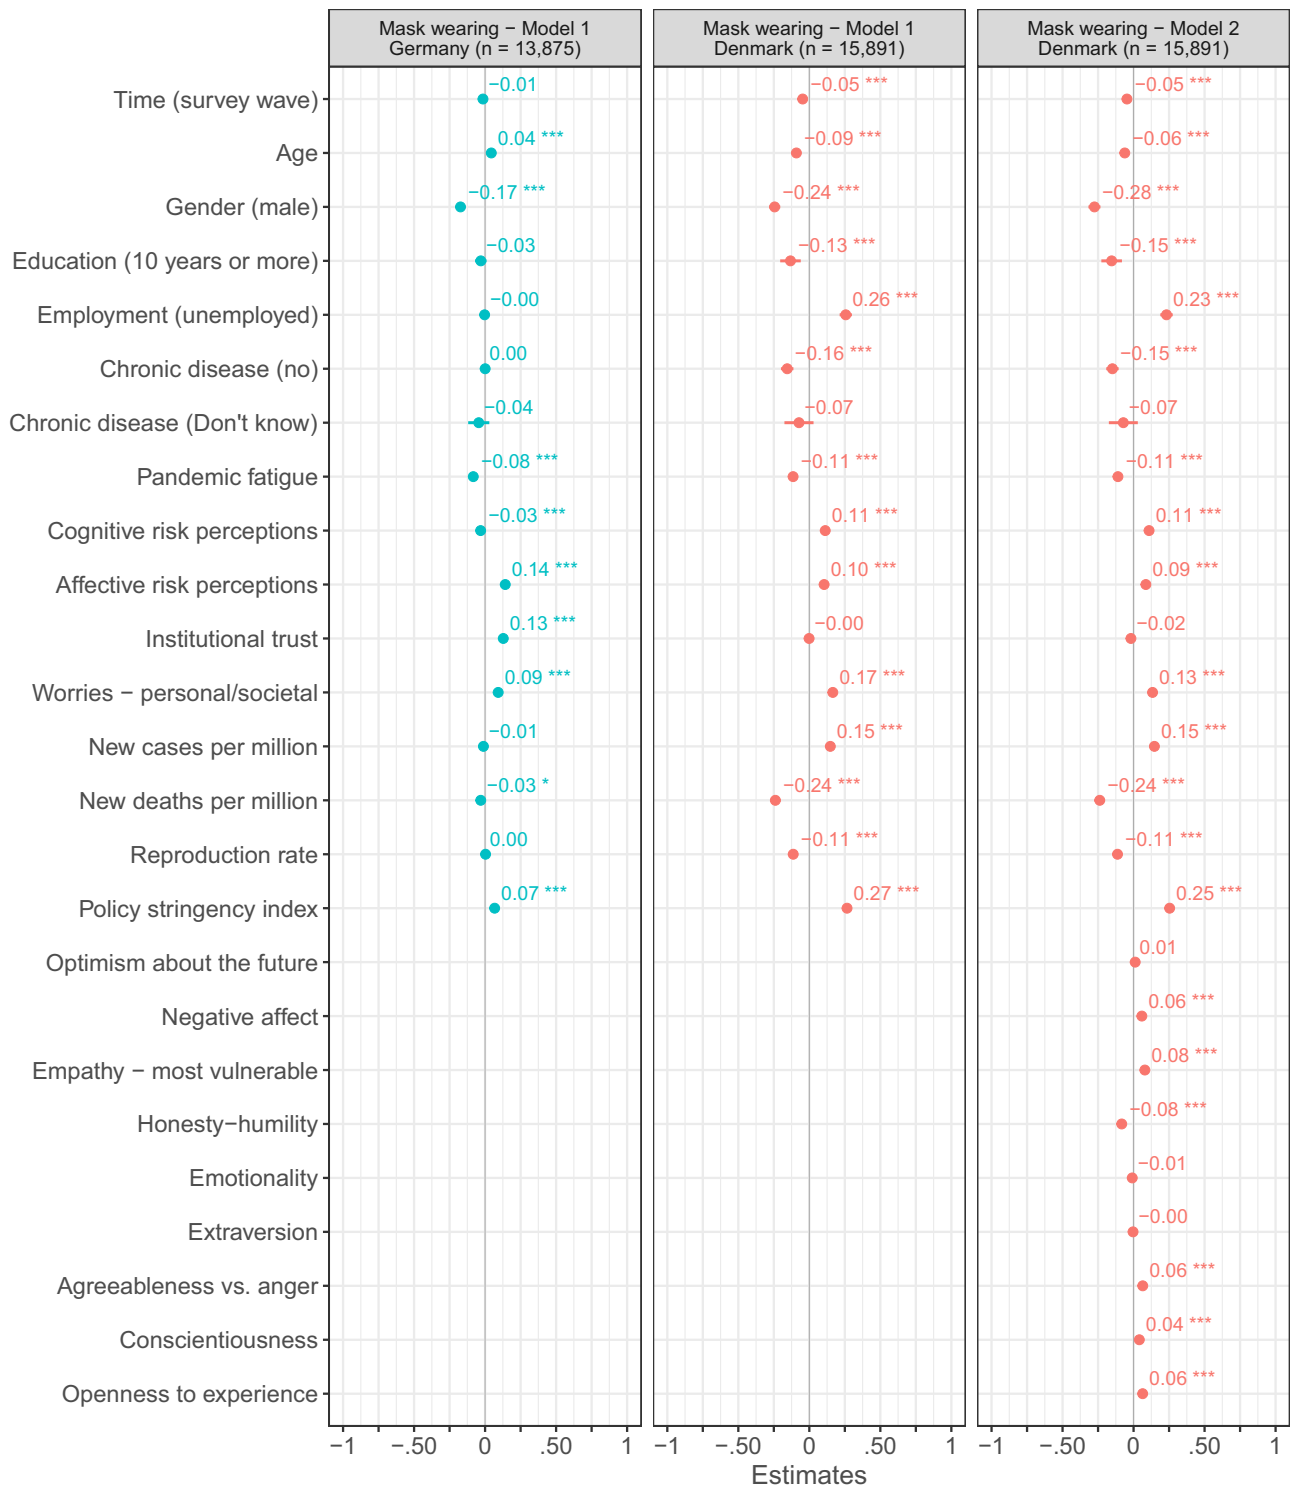 Mask wearing − Model 1
Germany (n = 13,875)
Mask wearing − Model 1
Denmark (n = 15,891)
Mask wearing − Model 2
Denmark (n = 15,891)
Time (survey wave) −0.01 −0.05 *** −0.05 ***
Age 0.04 *** −0.09 *** −0.06 ***
Gender (male) −0.17 *** −0.24 *** −0.28 ***
Education (10 years or more) −0.03 −0.13 *** −0.15 ***
Employment (unemployed) −0.00 0.26 *** 0.23 ***
Chronic disease (no) 0.00 −0.16 *** −0.15 ***
Chronic disease (Don't know) −0.04 −0.07 −0.07
Pandemic fatigue −0.08 *** −0.11 *** −0.11 ***
Cognitive risk perceptions −0.03 *** 0.11 *** 0.11 ***
Affective risk perceptions 0.14 *** 0.10 *** 0.09 ***
Institutional trust 0.13 *** −0.00 −0.02
Worries − personal/societal 0.09 *** 0.17 *** 0.13 ***
New cases per million −0.01 0.15 *** 0.15 ***
New deaths per million −0.03 * −0.24 *** −0.24 ***
Reproduction rate 0.00 −0.11 *** −0.11 ***
Policy stringency index 0.07 *** 0.27 *** 0.25 ***
Optimism about the future 0.01
Negative affect 0.06 ***
Empathy − most vulnerable 0.08 ***
Honesty−humility −0.08 ***
Emotionality −0.01
Extraversion −0.00
Agreeableness vs. anger 0.06 ***
Conscientiousness 0.04 ***
Openness to experience 0.06 ***
−1 −.50 0 .50 1 −1 −.50 0 .50 1 −1 −.50 0 .50 1
Estimates